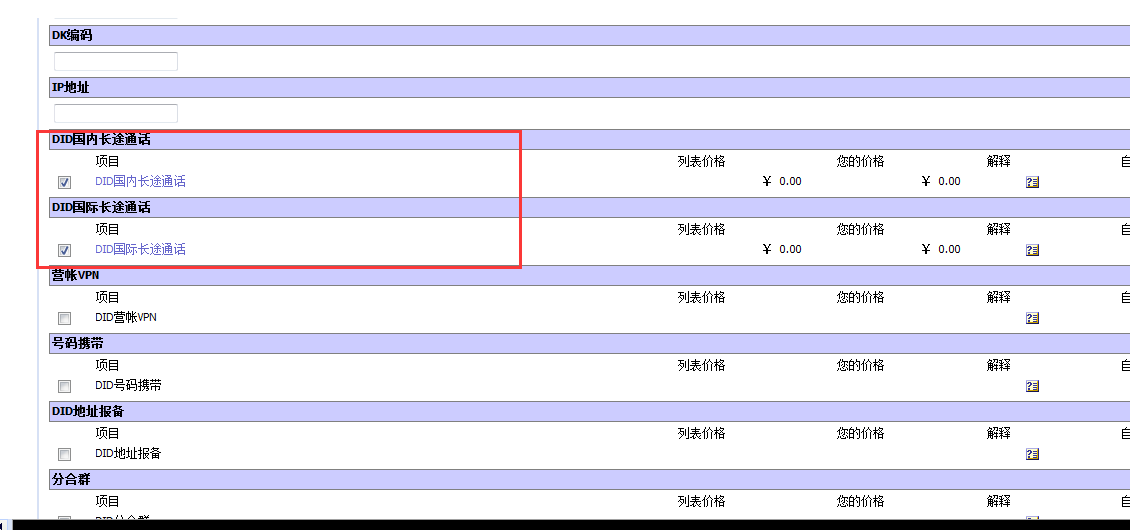 DK编码
IP地址
DID国内长途通话
项目 列表价格 您的价格 解释
DID国内长途通话 ￥ 0.00 ￥ 0.00
DID国际长途通话
项目 列表价格 您的价格 解释
DID国际长途通话 ￥ 0.00 ￥ 0.00
营帐VPN
项目 列表价格 您的价格 解释
DID营帐VPN
号码携带
项目 列表价格 您的价格 解释
DID号码携带
DID地址报备
项目 列表价格 您的价格 解释
DID地址报备
分合群
项目 列表价格 您的价格 解释
DID分合群